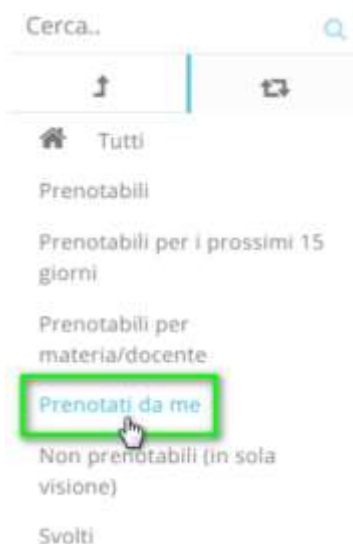 Cerca..
Tutti
Prenotabili
Prenotabili per i prossimi 15
giorni
Prenotabili per
materia/docente
Prenotati da me
Non prenotabili (in sola
visione)
Svolti